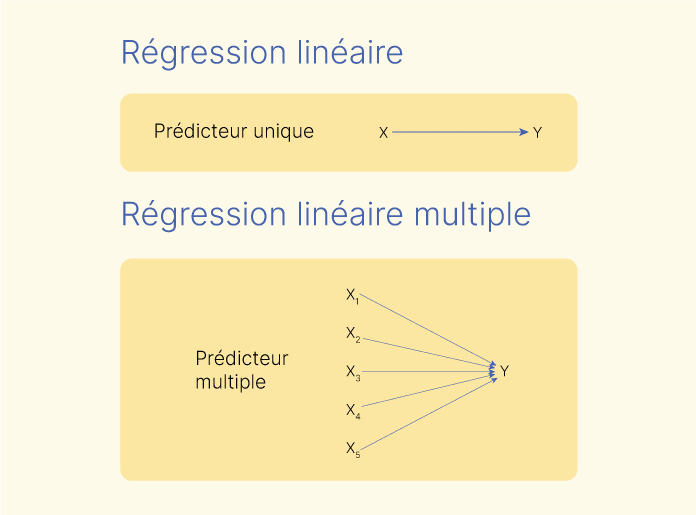 Régression linéaire
Prédicteur unique X Y
Régression linéaire multiple
X1
X2
Prédicteur
multiple
X3 Y
X4
X5